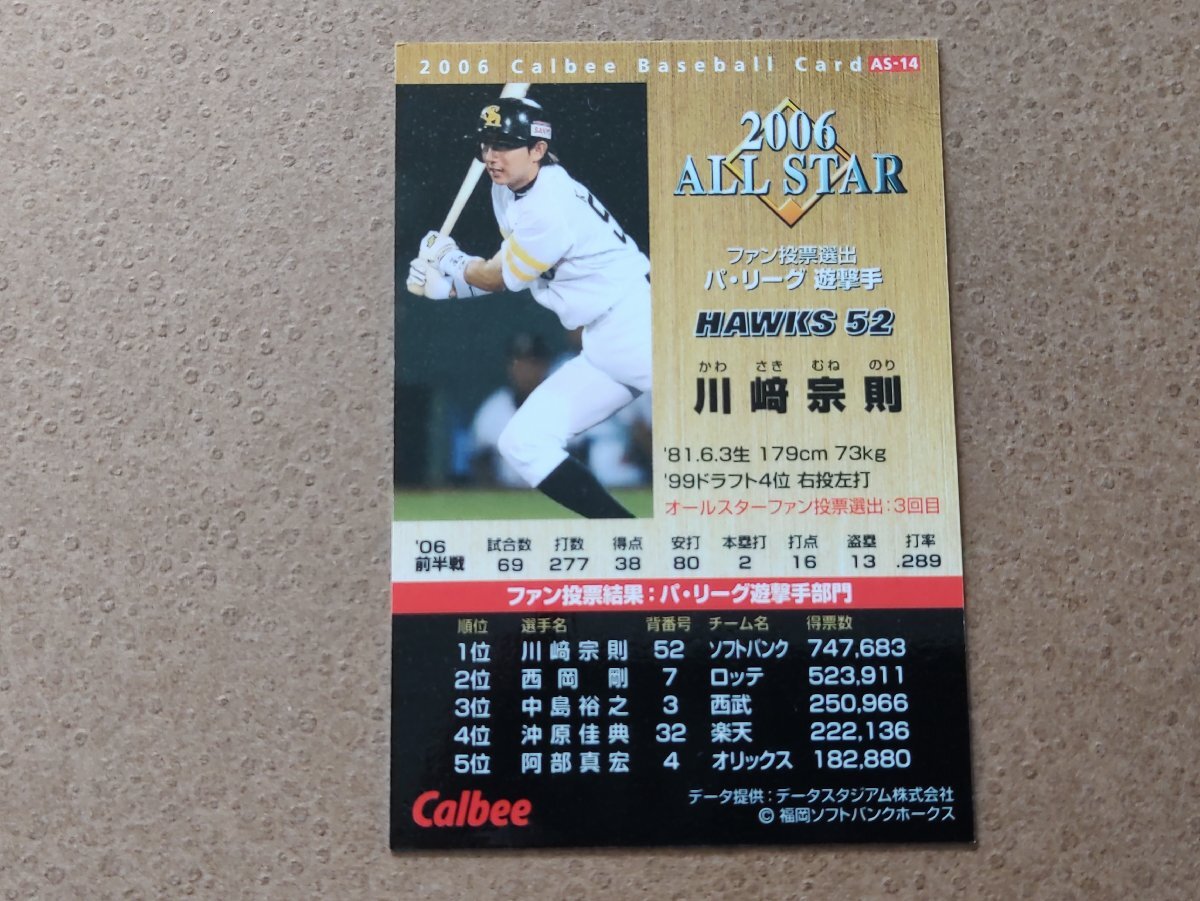 2006 Calbee Baseball Card AS-14
2006
ALL STAR
ファン投票選出
パ・リーグ 遊撃手
HAWKS 52
かわ さき むね のり
川﨑宗則
'81.6.3生 179cm 73kg
'99ドラフト4位 右投左打
オールスターファン投票選出:3回目
'06 前半戦 試合数 打数 得点 安打 本塁打 打点 盗塁 打率
69 277 38 80 2 16 13 .289
ファン投票結果:パ・リーグ遊撃手部門
順位 選手名 背番号 チーム名 得票数
1位 川﨑宗則 52 ソフトバンク 747,683
2位 西岡 剛 7 ロッテ 523,911
3位 中島裕之 3 西武 250,966
4位 沖原佳典 32 楽天 222,136
5位 阿部真宏 4 オリックス 182,880
Calbee
データ提供:データスタジアム株式会社
© 福岡ソフトバンクホークス